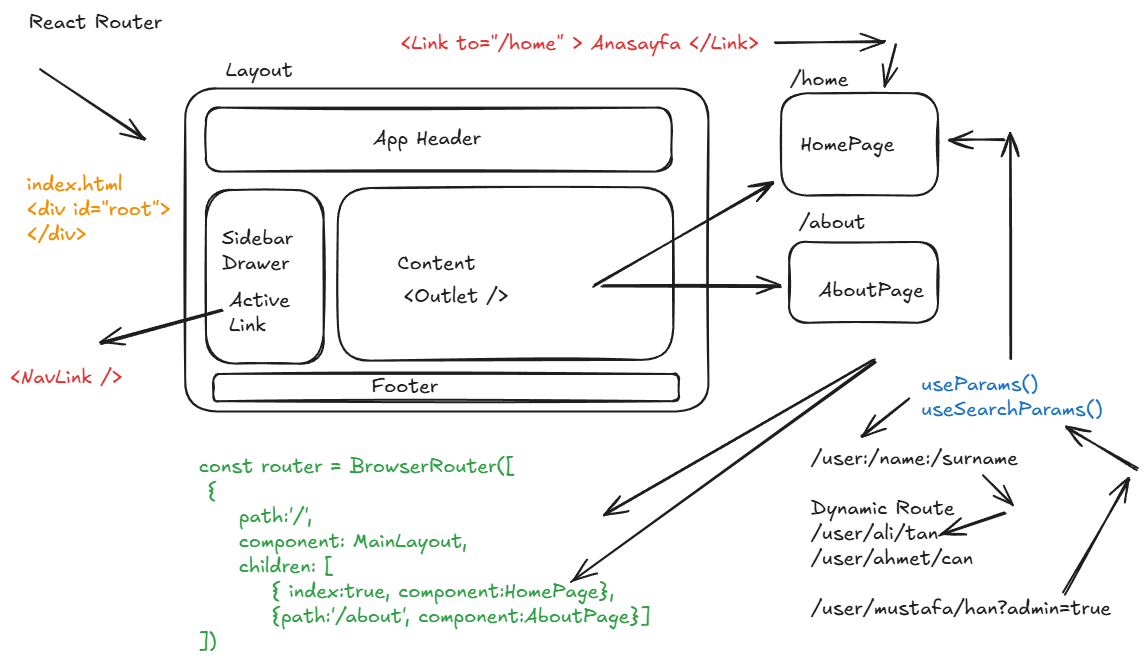 React Router
<Link to="/home" > Anasayfa </Link>
Layout
/home
App Header
HomePage
index.html
<div id="root">
</div>
/about
Sidebar
Drawer
Content
<Outlet />
AboutPage
Active
Link
<NavLink />
Footer
useParams()
useSearchParams()
/user:/name:/surname
const router = BrowserRouter([
{
path:'/',
component: MainLayout,
children: [
{ index:true, component:HomePage},
{path:'/about', component:AboutPage}]
])
Dynamic Route
/user/ali/tan
/user/ahmet/can
/user/mustafa/han?admin=true